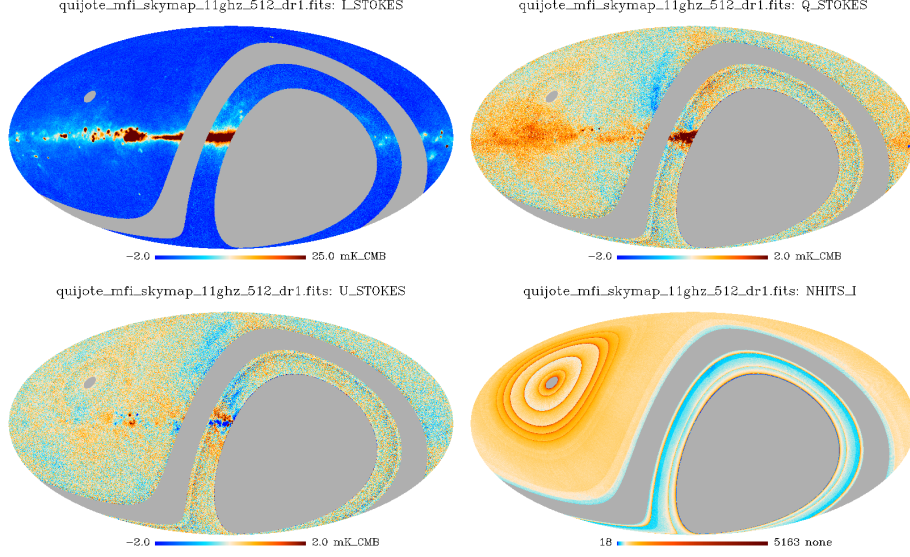 quijote_mfi_skymap_11ghz_512_dr1.fits: I_STOKES
quijote_mfi_skymap_11ghz_512_dr1.fits: Q_STOKES
-2.0 25.0 mK_CMB
-2.0 2.0 mK_CMB
quijote_mfi_skymap_11ghz_512_dr1.fits: U_STOKES
quijote_mfi_skymap_11ghz_512_dr1.fits: NHITS_I
-2.0 2.0 mK_CMB
18 5163 none